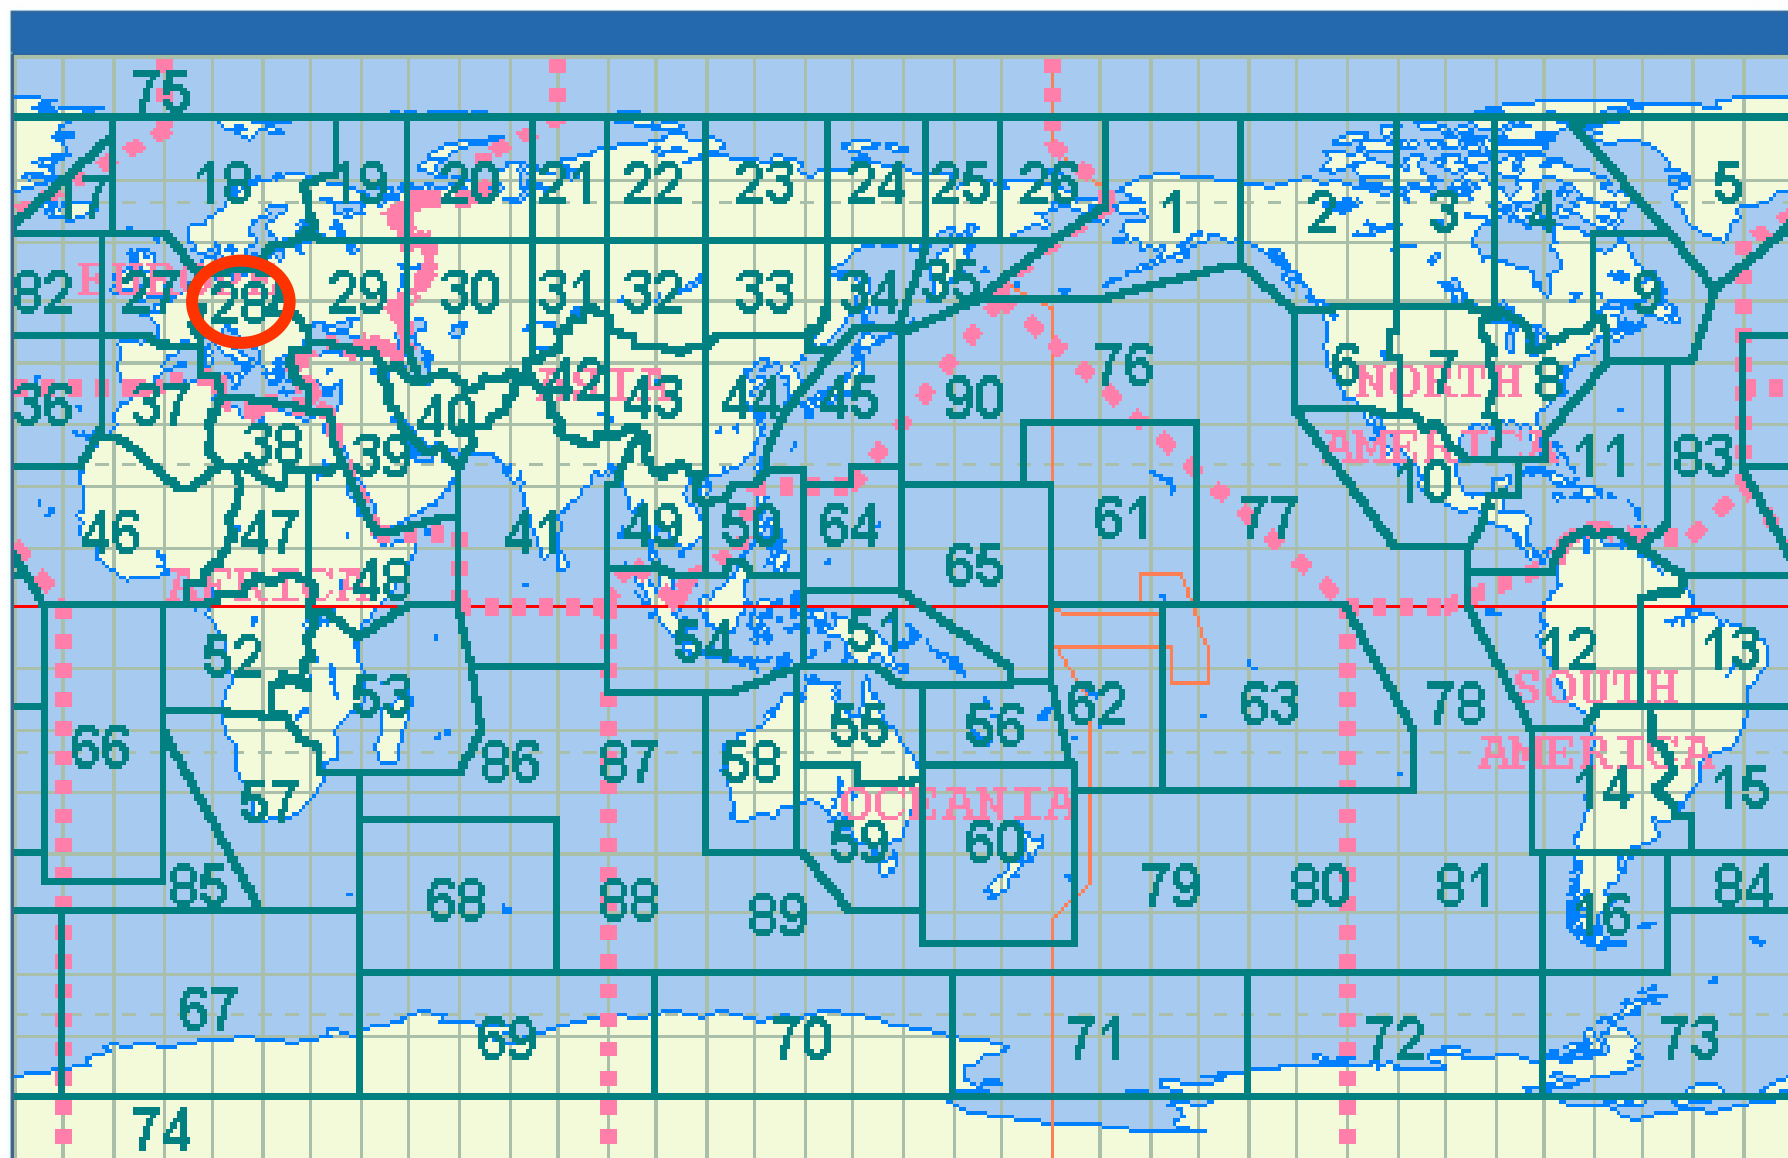 75
17 18 19 20 21 22 23 24 25 26 1 2 3 4 5
EUROPE
82 27 28 29 30 31 32 33 34 35 9
36 37 38 39 40 42 43 44 45 90 76 6 7 8
ASIA
NORTH
AMERICA
10 11 83
46 47 48 41 49 50 64 65 61 77
AFRICA
52 53 54 51 62 63 78 12 13
SOUTH
AMERICA
66 57 86 87 58 55 56 14 15
OCEANIA
59 60
85 68 88 89 79 80 81 16 84
67 69 70 71 72 73
74